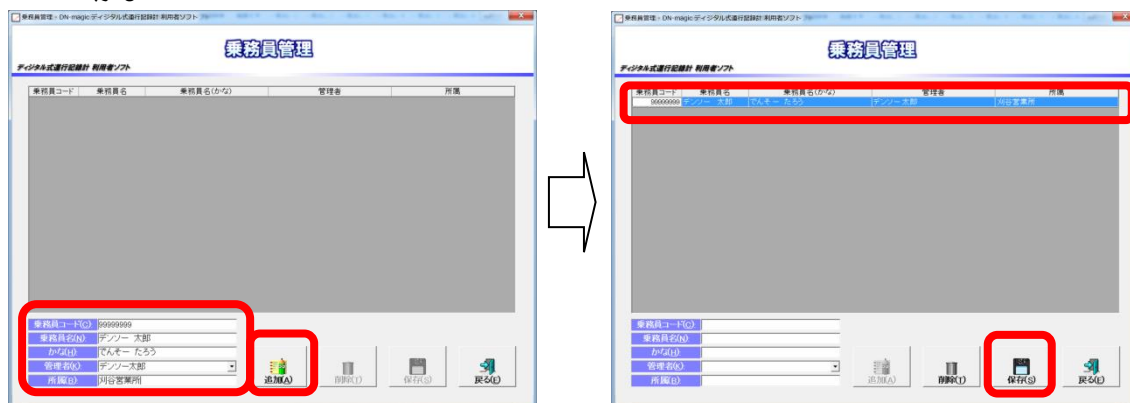 乗務員管理 - DN-magic ディジタル式運行記録計 利用者ソフト
乗務員管理
ディジタル式運行記録計 利用者ソフト
乗務員コード 乗務員名 乗務員名(かな) 管理者 所属
乗務員コード(C) 99999999
乗務員名(N) デンソー 太郎
かな(H) でんそー たろう
管理者(K) デンソー太郎
所属(B) 刈谷営業所
追加(A) 削除(T) 保存(S) 戻る(E)
乗務員管理 - DN-magic ディジタル式運行記録計 利用者ソフト
乗務員管理
ディジタル式運行記録計 利用者ソフト
乗務員コード 乗務員名 乗務員名(かな) 管理者 所属
99999999 デンソー 太郎 でんそー たろう デンソー太郎 刈谷営業所
乗務員コード(C)
乗務員名(N)
かな(H)
管理者(K)
所属(B)
追加(A) 削除(T) 保存(S) 戻る(E)